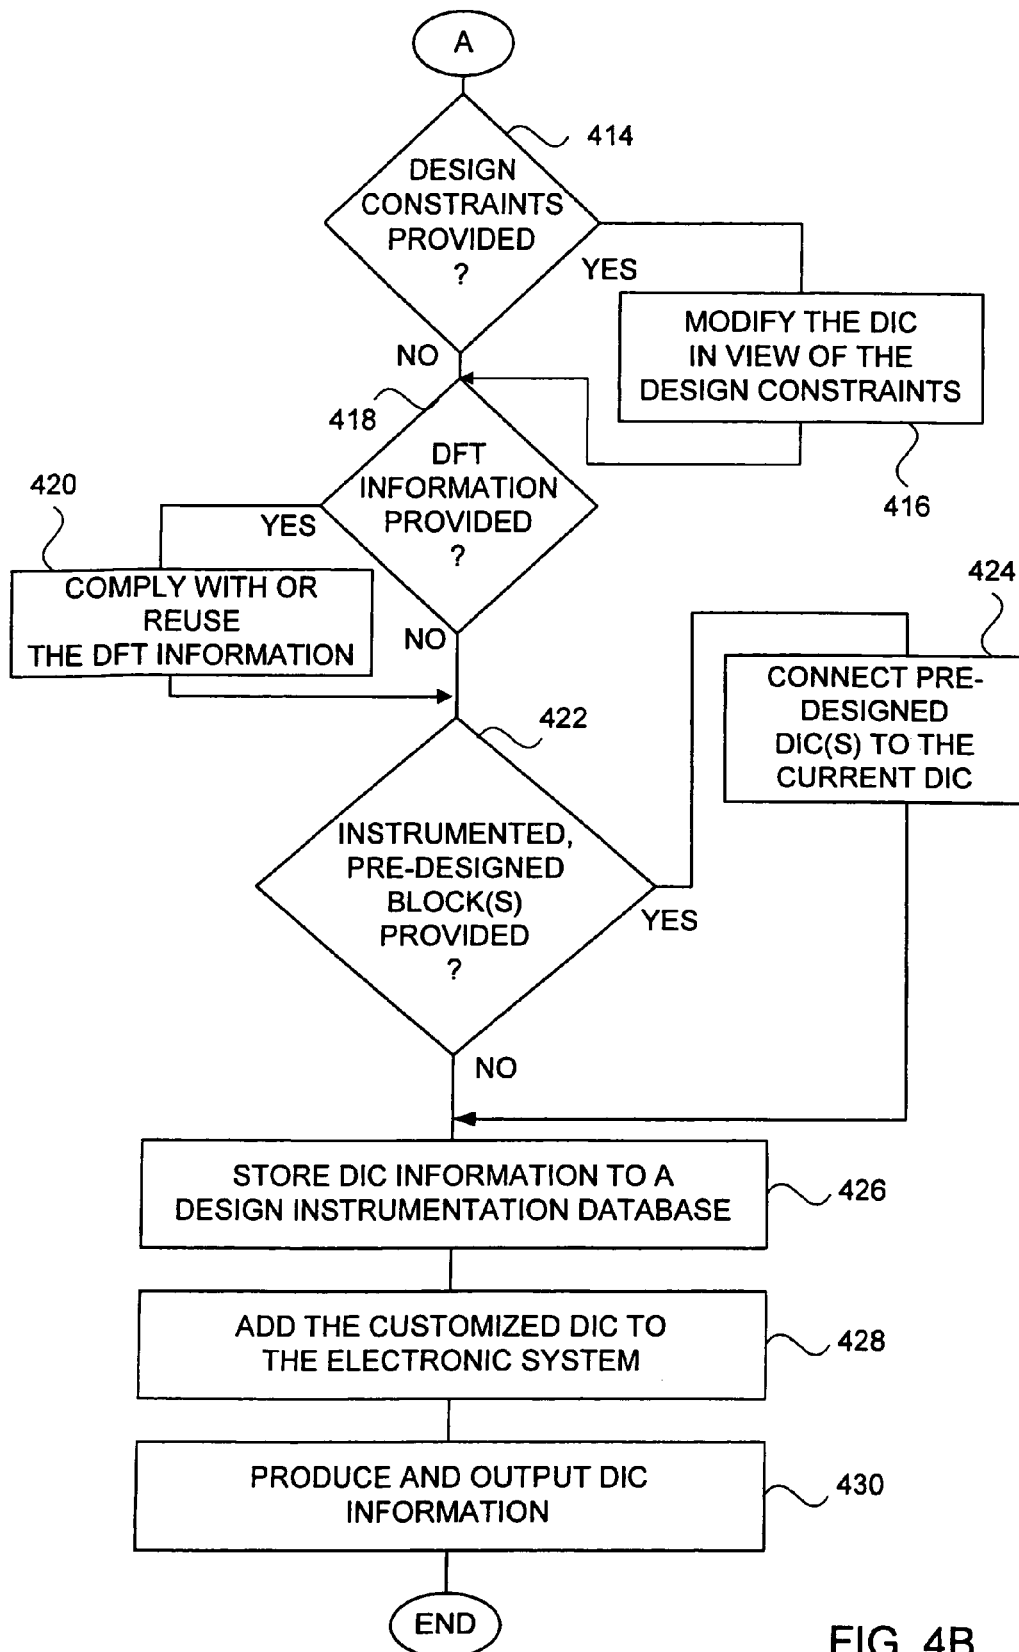 A
414
DESIGN
CONSTRAINTS
PROVIDED
?
YES
MODIFY THE DIC
IN VIEW OF THE
DESIGN CONSTRAINTS
416
NO
418
DFT
INFORMATION
PROVIDED
?
YES
420
COMPLY WITH OR
REUSE
THE DFT INFORMATION
NO
422
424
CONNECT PRE-
DESIGNED
DIC(S) TO THE
CURRENT DIC
INSTRUMENTED,
PRE-DESIGNED
BLOCK(S)
PROVIDED
?
YES
NO
STORE DIC INFORMATION TO A
DESIGN INSTRUMENTATION DATABASE
426
ADD THE CUSTOMIZED DIC TO
THE ELECTRONIC SYSTEM
428
PRODUCE AND OUTPUT DIC
INFORMATION
430
END
FIG. 4B